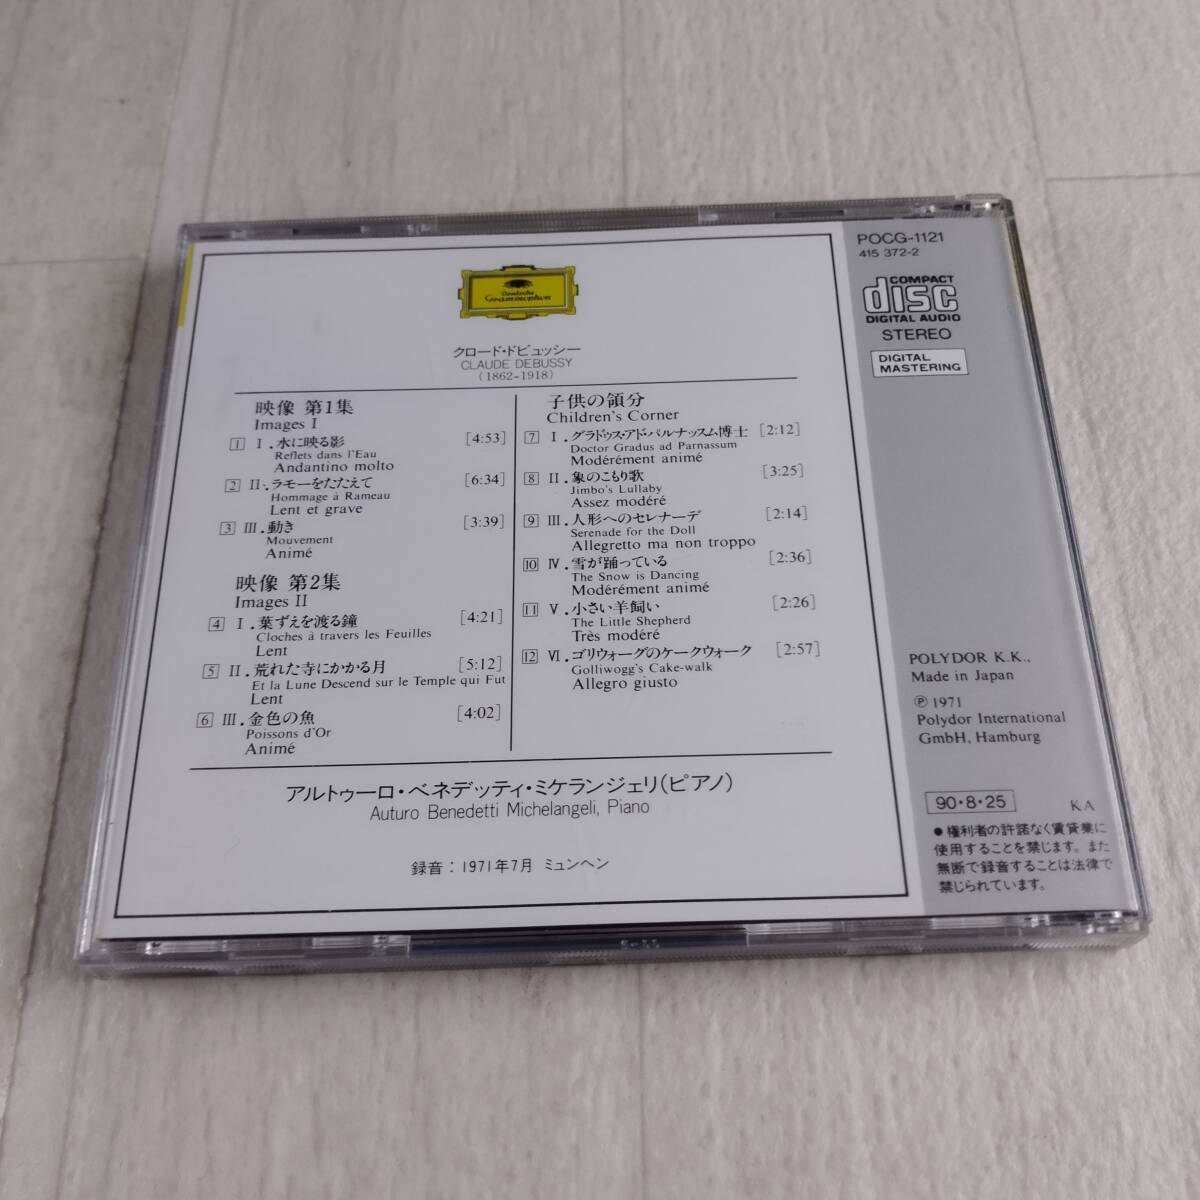 Deutsche
Grammophon
クロード・ドビュッシー
CLAUDE DEBUSSY
(1862-1918)
映像 第1集
Images I
1 I.水に映る影 [4:53]
Reflets dans l'Eau
Andantino molto
2 II.ラモーをたたえて [6:34]
Hommage à Rameau
Lent et grave
3 III.動き [3:39]
Mouvement
Animé
映像 第2集
Images II
4 I.葉ずえを渡る鐘 [4:21]
Cloches à travers les Feuilles
Lent
5 II.荒れた寺にかかる月 [5:12]
Et la Lune Descend sur le Temple qui Fut
Lent
6 III.金色の魚 [4:02]
Poissons d'Or
Animé
子供の領分
Children's Corner
7 I.グラドゥス・アド・パルナッスム博士 [2:12]
Doctor Gradus ad Parnassum
Modérément animé
8 II.象のこもり歌 [3:25]
Jimbo's Lullaby
Assez modéré
9 III.人形へのセレナーデ [2:14]
Serenade for the Doll
Allegretto ma non troppo
10 IV.雪が踊っている [2:36]
The Snow is Dancing
Modérément animé
11 V.小さい羊飼い [2:26]
The Little Shepherd
Très modéré
12 VI.ゴリウォーグのケークウォーク [2:57]
Golliwogg's Cake-walk
Allegro giusto
アルトゥーロ・ベネデッティ・ミケランジェリ(ピアノ)
Auturo Benedetti Michelangeli, Piano
録音:1971年7月 ミュンヘン
POCG-1121
415 372-2
COMPACT
disc
DIGITAL AUDIO
STEREO
DIGITAL
MASTERING
POLYDOR K.K.,
Made in Japan
℗ 1971
Polydor International
GmbH, Hamburg
90・8・25 KA
●権利者の許諾なく賃貸業に
使用することを禁じます。また
無断で録音することは法律で
禁じられています。